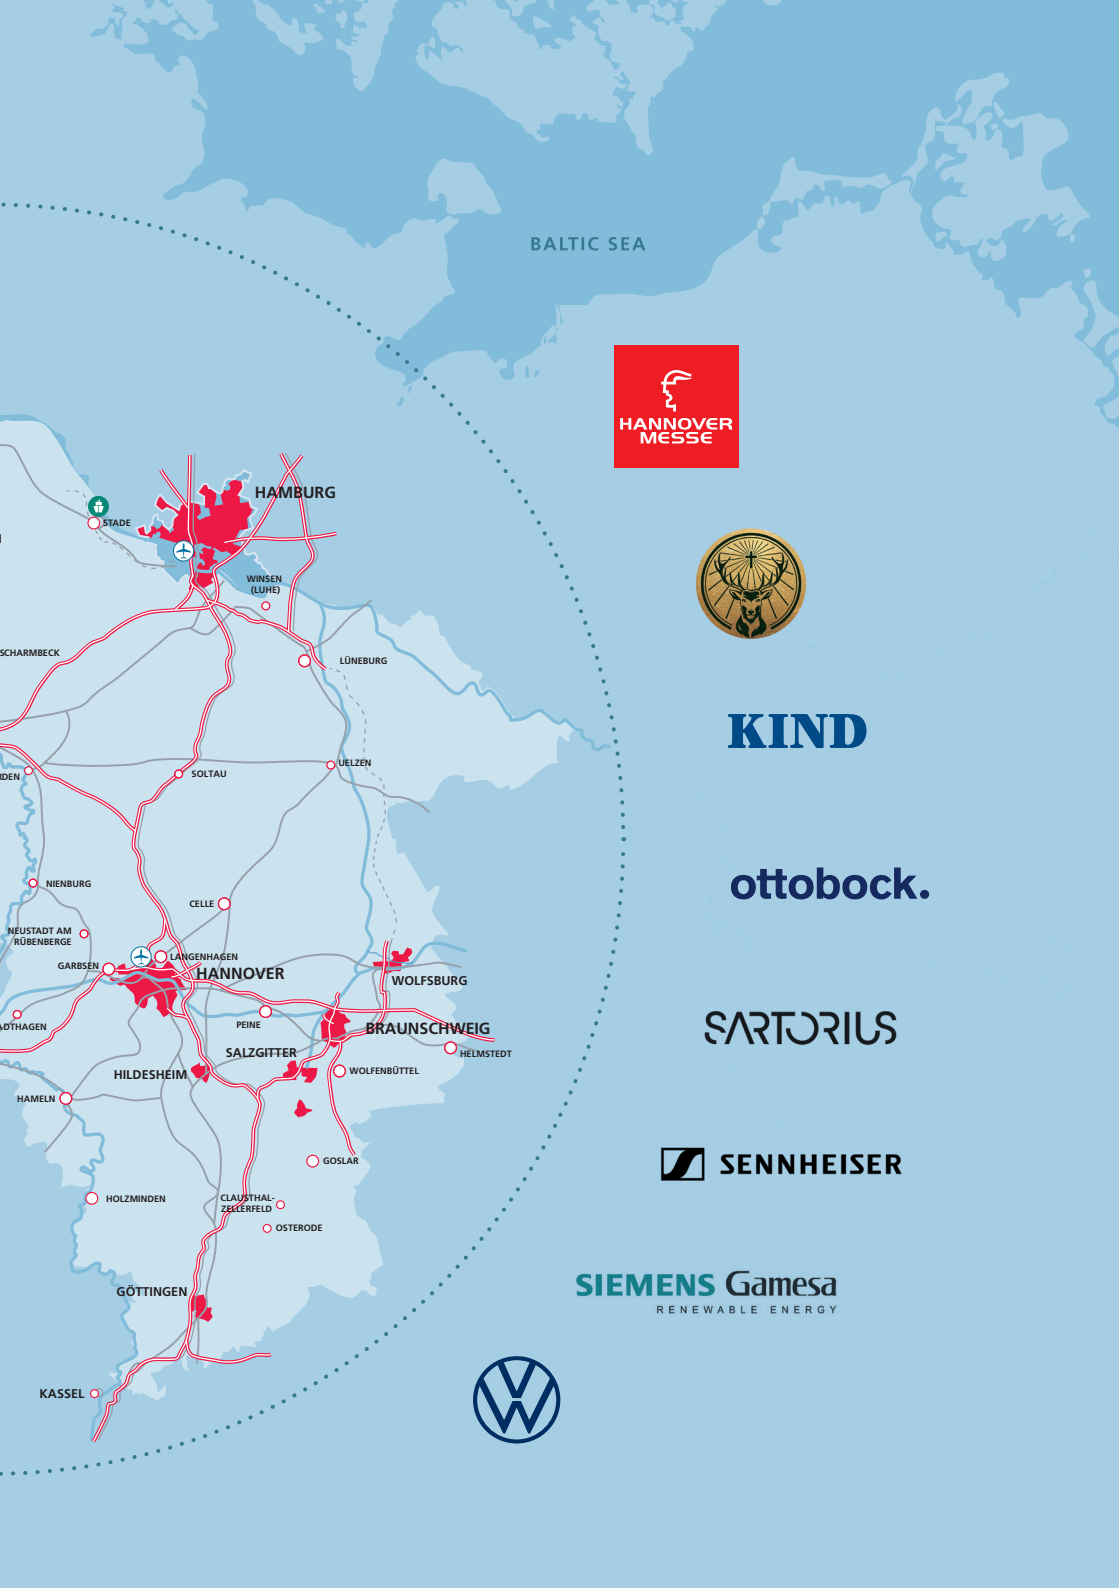 BALTIC SEA
HANNOVER
MESSE
HAMBURG
STADE
WINSEN
(LUHE)
SCHARMBECK
LÜNEBURG
KIND
UELZEN
SOLTAU
RDEN
NIENBURG
ottobock.
CELLE
NEUSTADT AM
RÜBENBERGE
LANGENHAGEN
GARBSEN
HANNOVER
WOLFSBURG
SARTORIUS
ADTHAGEN
PEINE
BRAUNSCHWEIG
SALZGITTER
HELMSTEDT
HILDESHEIM
WOLFENBÜTTEL
HAMELN
GOSLAR
SENNHEISER
HOLZMINDEN
CLAUSTHAL-
ZELLERFELD
OSTERODE
SIEMENS Gamesa
RENEWABLE ENERGY
GÖTTINGEN
KASSEL
VW